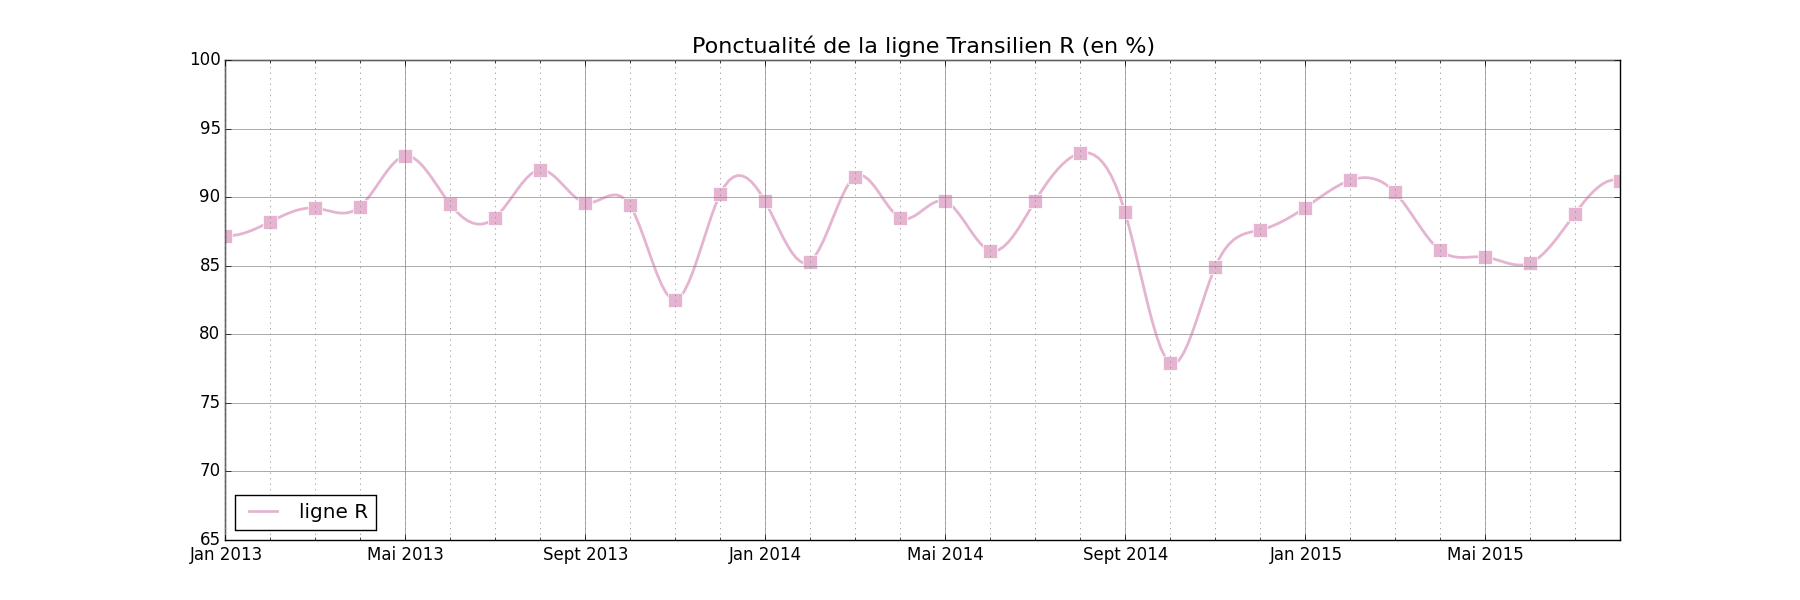 Ponctualité de la ligne Transilien R (en %)
100
95
90
85
80
75
70
65
ligne R
Jan 2013 Mai 2013 Sept 2013 Jan 2014 Mai 2014 Sept 2014 Jan 2015 Mai 2015